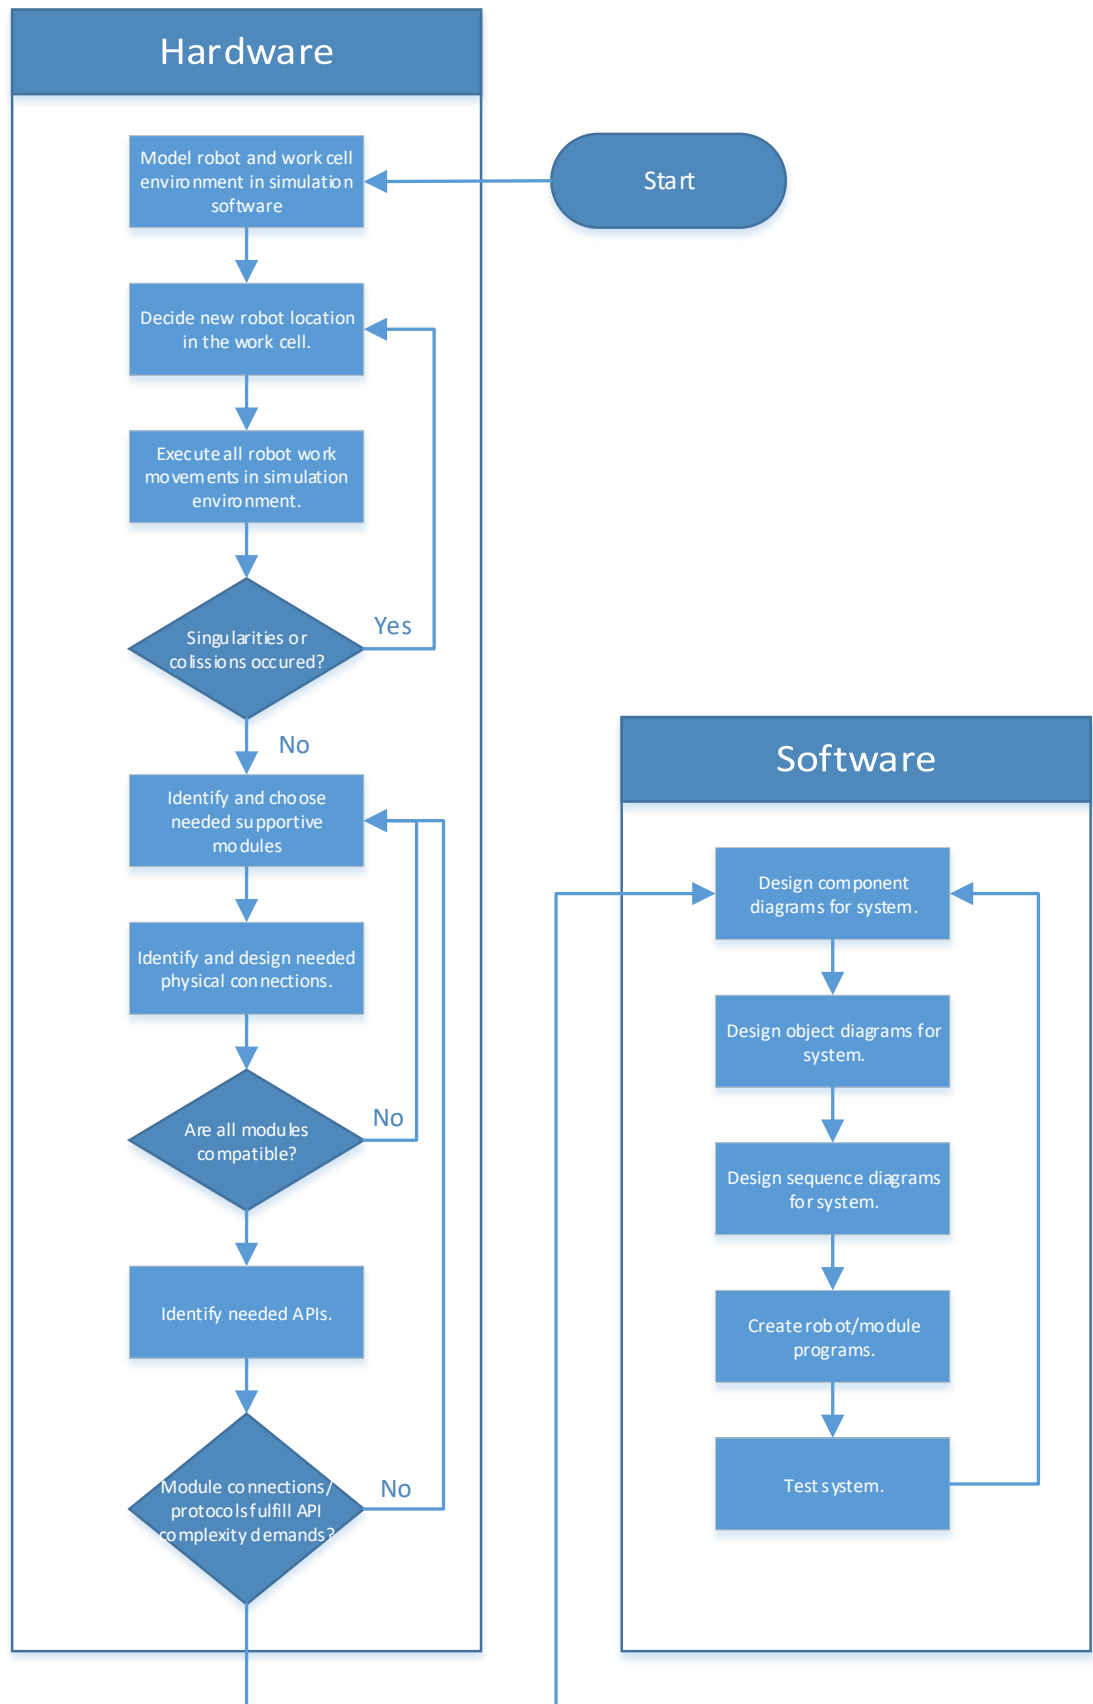 Hardware
Start
Model robot and work cell
environment in simulation
software
Decide new robot location
in the work cell.
Execute all robot work
movements in simulation
environment.
Singularities or
colissions occured?
Yes
No
Identify and choose
needed supportive
modules
Identify and design needed
physical connections.
Are all modules
compatible?
No
Identify needed APIs.
Module connections/
protocols fulfill API
complexity demands?
No
Software
Design component
diagrams for system.
Design object diagrams for
system.
Design sequence diagrams
for system.
Create robot/module
programs.
Test system.